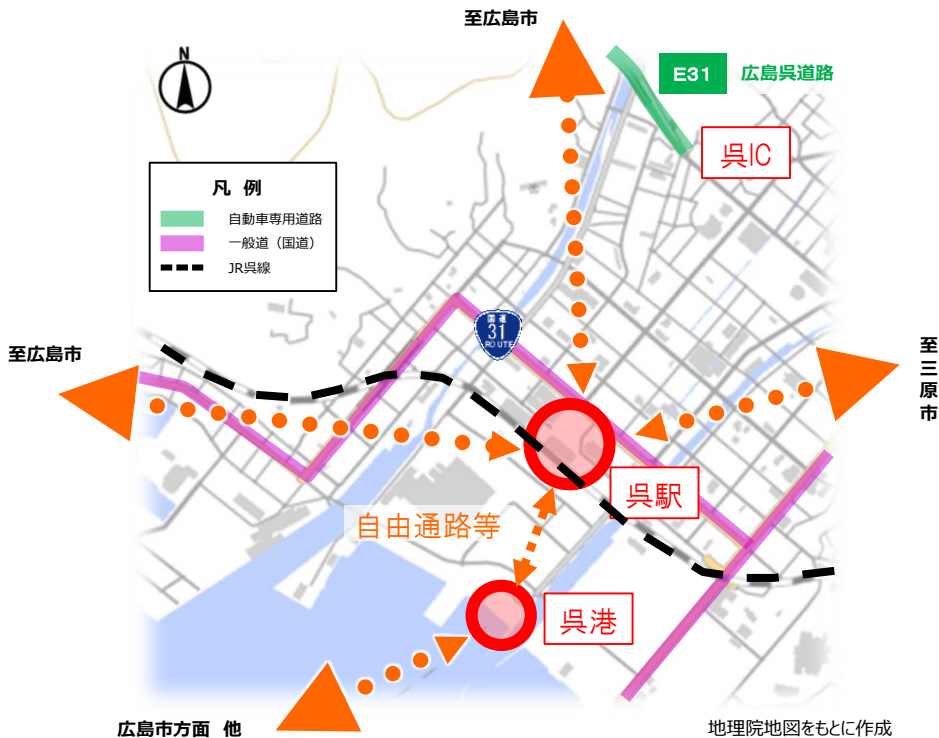 至広島市
N
E31 広島呉道路
呉IC
凡 例
自動車専用道路
一般道（国道）
JR呉線
国道
31
ROUTE
至広島市
至三原市
呉駅
自由通路等
呉港
広島市方面 他
地理院地図をもとに作成